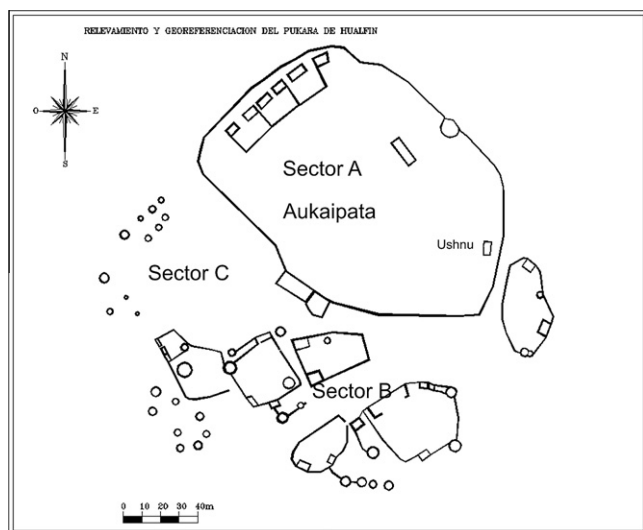 RELEVAMIENTO Y GEOREFERENCIACION DEL PUKARA DE HUALFIN
N
O E
S
Sector A
Aukaipata
Ushnu
Sector C
Sector B
0 10 20 30 40m